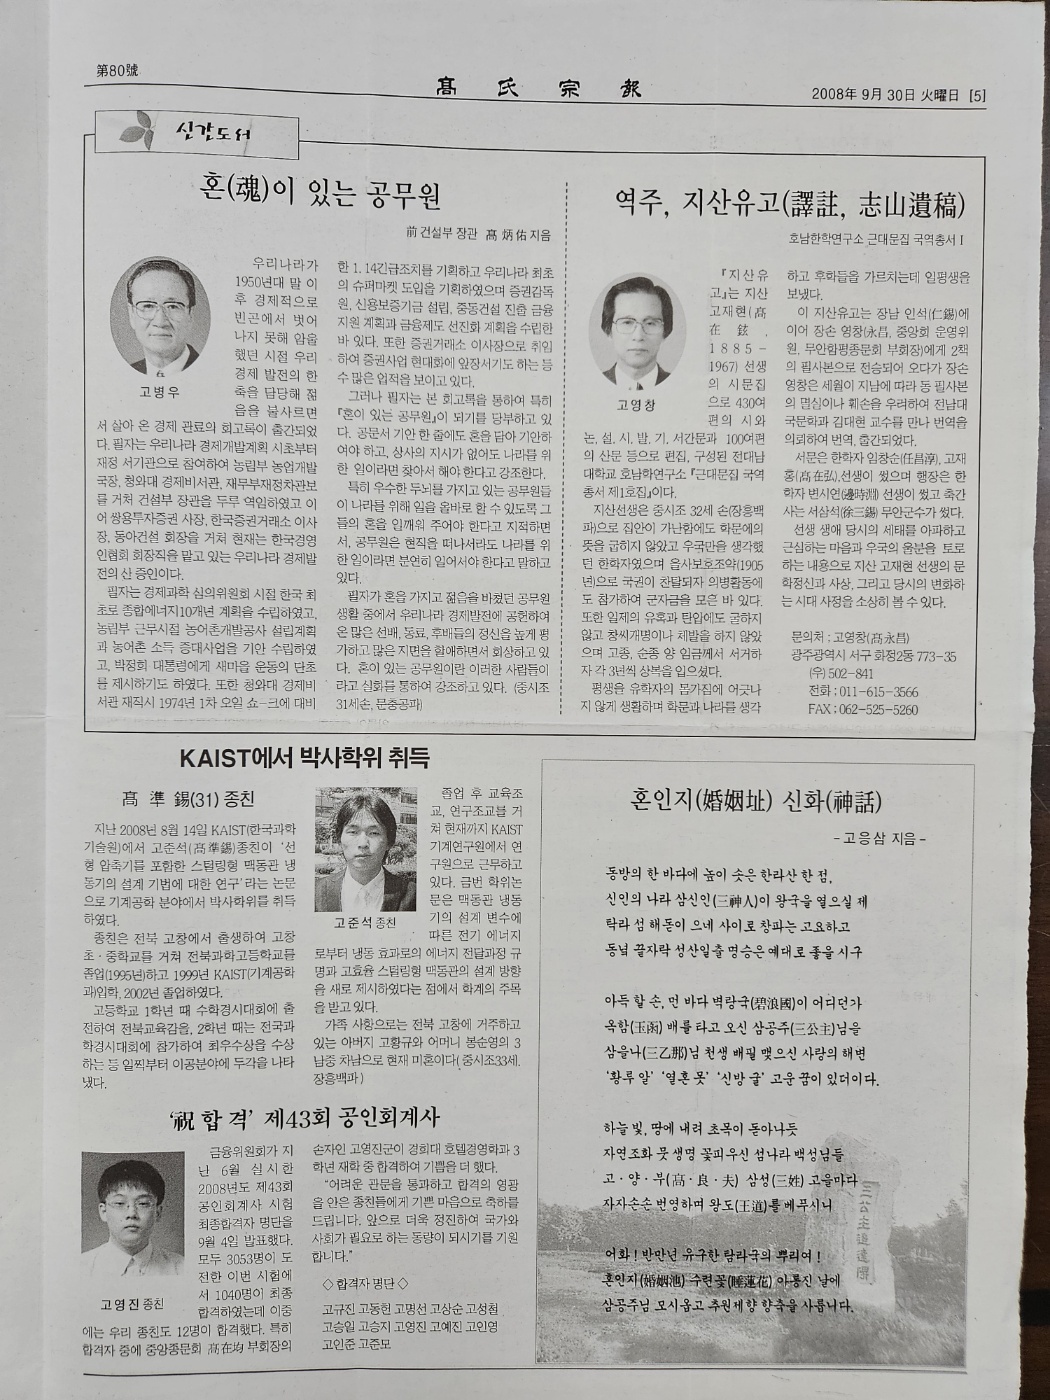 第80號
高氏宗報
2008年 9月 30日 火曜日 [5]
신간도서
혼(魂)이 있는 공무원
前 건설부 장관 高炳佑 지음
우리나라가
1950년대 말 이
후 경제적으로
빈곤에서 벗어
나지 못해 암울
했던 시절 우리
경제 발전의 한
축을 담당해 젊
음을 불사르면
고병우
서 살아 온 경제 관료의 회고록이 출간되었
다. 필자는 우리나라 경제개발계획 시초부터
재정 서기관으로 참여하여 농림부 농업개발
국장, 청와대 경제비서관, 재무부재정차관보
를 거쳐 건설부 장관을 두루 역임하였고 이
어 쌍용투자증권 사장, 한국증권거래소 이사
장, 동아건설 회장을 거쳐 현재는 한국경영
인협회 회장직을 맡고 있는 우리나라 경제발
전의 산 증인이다.
필자는 경제과학 심의위원회 시절 한국 최
초로 종합에너지10개년 계획을 수립하였고,
농림부 근무시절 농어촌개발공사 설립계획
과 농어촌 소득 증대사업을 기안 수립하였
고, 박정희 대통령에게 새마을 운동의 단초
를 제시하기도 하였다. 또한 청와대 경제비
서관 재직시 1974년 1차 오일 쇼-크에 대비
한 1. 14긴급조치를 기획하고 우리나라 최초
의 슈퍼마켓 도입을 기획하였으며 증권감독
원, 신용보증기금 설립, 중동건설 진출 금융
지원 계획과 금융제도 선진화 계획을 수립한
바 있다. 또한 증권거래소 이사장으로 취임
하여 증권사업 현대화에 앞장서기도 하는 등
수 많은 업적을 보이고 있다.
그러나 필자는 본 회고록을 통하여 특히
『혼이 있는 공무원』이 되기를 당부하고 있
다. 공문서 기안 한 줄에도 혼을 담아 기안하
여야 하고, 상사의 지시가 없어도 나라를 위
한 일이라면 찾아서 해야 한다고 강조한다.
특히 우수한 두뇌를 가지고 있는 공무원들
이 나라를 위해 일을 올바로 할 수 있도록 그
들의 혼을 일깨워 주어야 한다고 지적하면
서, 공무원은 현직을 떠나서라도 나라를 위
한 일이라면 분연히 일어서야 한다고 말하고
있다.
필자가 혼을 가지고 젊음을 바쳤던 공무원
생활 중에서 우리나라 경제발전에 공헌하여
온 많은 선배, 동료, 후배들의 정신을 높게 평
가하고 많은 지면을 할애하면서 회상하고 있
다. 혼이 있는 공무원이란 이러한 사람들이
라고 실화를 통하여 강조하고 있다. (중시조
31세손, 문충공파)
역주, 지산유고(譯註, 志山遺稿)
호남한학연구소 근대문집 국역총서 I
『지산유
고』는 지산
고재현(高
在鉉,
1885-
1967) 선생
의 시문집
으로 430여
편의 시와
고영창
논, 설, 시, 발, 기, 서간문과 100여편
의 산문 등으로 편집, 구성된 전대남
대학교 호남학연구소 『근대문집 국역
총서 제1호집』이다.
지산선생은 중시조 32세 손(장흥백
파)으로 집안이 가난함에도 학문에의
뜻을 굽히지 않았고 우국만을 생각했
던 한학자였으며 을사보호조약(1905
년)으로 국권이 찬달되자 의병활동에
도 참가하여 군자금을 모은 바 있다.
또한 일제의 유혹과 탄압에도 굴하지
않고 창씨개명이나 체발을 하지 않았
으며 고종, 순종 양 임금께서 서거하
자 각 3년씩 상복을 입으셨다.
평생을 유학자의 몸가짐에 어긋나
지 않게 생활하며 학문과 나라를 생각
하고 후학들을 가르치는데 일평생을
보냈다.
이 지산유고는 장남 인석(仁錫)에
이어 장손 영창(永昌, 중앙회 운영위
원, 무안함평종문회 부회장)에게 2책
의 필사본으로 전승되어 오다가 장손
영창은 세월이 지남에 따라 동 필사본
의 멸실이나 훼손을 우려하여 전남대
국문학과 김대현 교수를 만나 번역을
의뢰하여 번역, 출간되었다.
서문은 한학자 임창순(任昌淳), 고재
홍(高在弘)선생이 썼으며 행장은 한
학자 변시연(邊時淵) 선생이 썼고 축간
사는 서삼석(徐三錫) 무안군수가 썼다.
선생 생애 당시의 세태를 아파하고
근심하는 마음과 우국의 울분을 토로
하는 내용으로 지산 고재현 선생의 문
학정신과 사상, 그리고 당시의 변화하
는 시대 사정을 소상히 볼 수 있다.
문의처 : 고영창(高永昌)
광주광역시 서구 화정2동 773-35
(우) 502-841
전화 : 011-615-3566
FAX : 062-525-5260
KAIST에서 박사학위 취득
高準錫(31) 종친
지난 2008년 8월 14일 KAIST(한국과학
기술원)에서 고준석(高準錫)종친이 ‘선
형 압축기를 포함한 스털링형 맥동관 냉
동기의 설계 기법에 대한 연구’라는 논문
으로 기계공학 분야에서 박사학위를 취득
하였다.
종친은 전북 고창에서 출생하여 고창
초·중학교를 거쳐 전북과학고등학교를
졸업(1995년)하고 1999년 KAIST(기계공학
과)입학, 2002년 졸업하였다.
고등학교 1학년 때 수학경시대회에 출
전하여 전북교육감을, 2학년 때는 전국과
학경시대회에 참가하여 최우수상을 수상
하는 등 일찍부터 이공분야에 두각을 나타
냈다.
고준석 종친
졸업 후 교육조
교, 연구조교를 거
쳐 현재까지 KAIST
기계연구원에서 연
구원으로 근무하고
있다. 금번 학위논
문은 맥동관 냉동
기의 설계 변수에
따른 전기 에너지
로부터 냉동 효과로의 에너지 전달과정 규
명과 고효율 스털링형 맥동관의 설계 방향
을 새로 제시하였다는 점에서 학계의 주목
을 받고 있다.
가족 사항으로는 전북 고창에 거주하고
있는 아버지 고황규와 어머니 봉순영의 3
남중 차남으로 현재 미혼이다(중시조33세.
장흥백파)
‘祝 합격’ 제43회 공인회계사
금융위원회가 지
난 6월 실시한
2008년도 제43회
공인회계사 시험
최종합격자 명단을
9월 4일 발표했다.
모두 3053명이 도
전한 이번 시험에
서 1040명이 최종
합격하였는데 이중
고영진 종친
에는 우리 종친도 12명이 합격했다. 특히
합격자 중에 중앙종문회 高在均 부회장의
손자인 고영진군이 경희대 호텔경영학과 3
학년 재학 중 합격하여 기쁨을 더 했다.
“어려운 관문을 통과하고 합격의 영광
을 안은 종친들에게 기쁜 마음으로 축하를
드립니다. 앞으로 더욱 정진하여 국가와
사회가 필요로 하는 동량이 되시기를 기원
합니다.”
◇ 합격자 명단 ◇
고규진 고동현 고명선 고상순 고성철
고승일 고승지 고영진 고예진 고인영
고인준 고준모
혼인지(婚姻址) 신화(神話)
- 고응삼 지음 -
동방의 한 바다에 높이 솟은 한라산 한 점,
신인의 나라 삼신인(三神人)이 왕국을 열으실 제
탁라 섬 해돋이 으네 사이로 창파는 고요하고
동녘 끝자락 성산일출 명승은 예대로 좋을 시구
아득 할 손, 먼 바다 벽랑국(碧浪國)이 어디던가
옥함(玉函) 배를 타고 오신 삼공주(三公主)님을
삼을나(三乙那)님 천생 배필 맺으신 사랑의 해변
‘황루 알’ ‘열혼 못’ ‘신방 굴’ 고운 꿈이 있더이다.
하늘 빛, 땅에 내려 초목이 돋아나듯
자연조화 뭇 생명 꽃피우신 섬나라 백성님들
고·양·부(高·良·夫) 삼성(三姓) 고을마다
자자손손 번영하며 왕도(王道)를 베푸시니
어화! 반만년 유구한 탐라국의 뿌리여!
혼인지(婚姻池) 수련꽃(睡蓮花) 아롱진 날에
삼공주님 모시옵고 추원제향 향촉을 사릅니다.